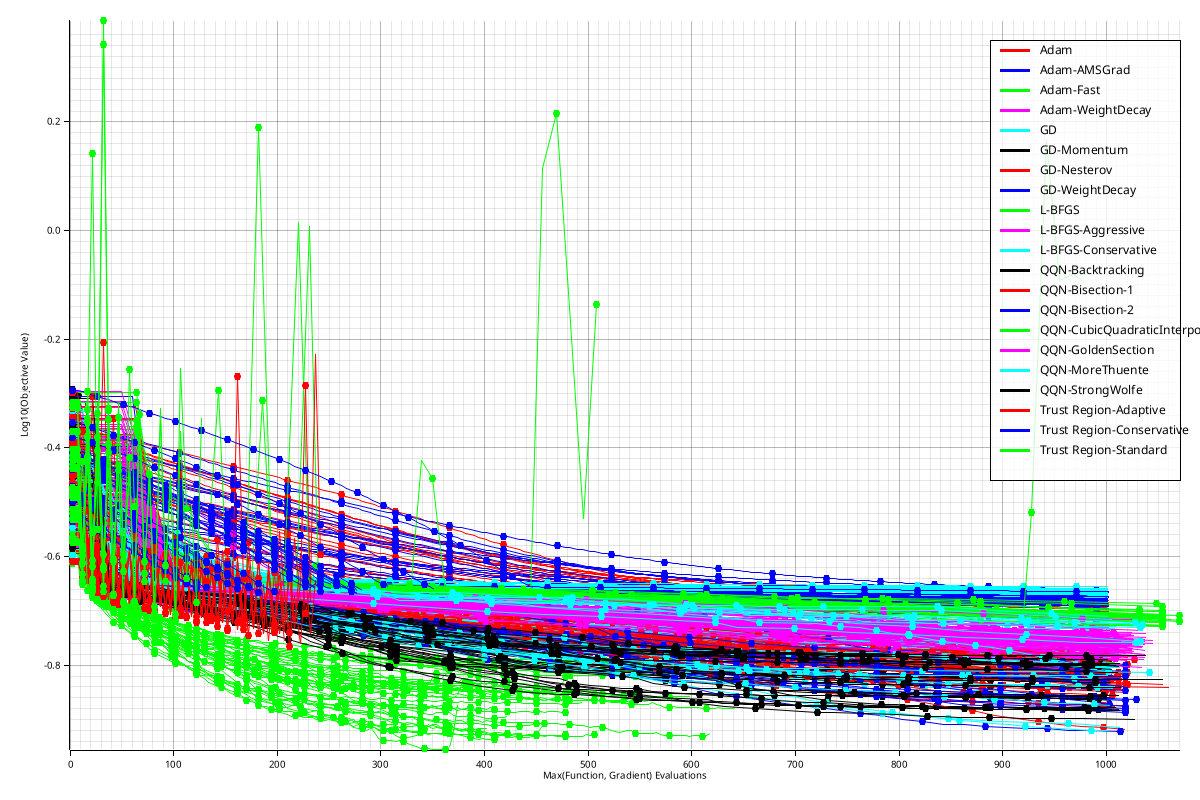 Adam
Adam-AMSGrad
Adam-Fast
Adam-WeightDecay
GD
GD-Momentum
GD-Nesterov
GD-WeightDecay
L-BFGS
L-BFGS-Aggressive
L-BFGS-Conservative
QQN-Backtracking
QQN-Bisection-1
QQN-Bisection-2
QQN-CubicQuadraticInterpo
QQN-GoldenSection
QQN-MoreThuente
QQN-StrongWolfe
Trust Region-Adaptive
Trust Region-Conservative
Trust Region-Standard
Log10(Objective Value)
0.2
0.0
-0.2
-0.4
-0.6
-0.8
0 100 200 300 400 500 600 700 800 900 1000
Max(Function, Gradient) Evaluations